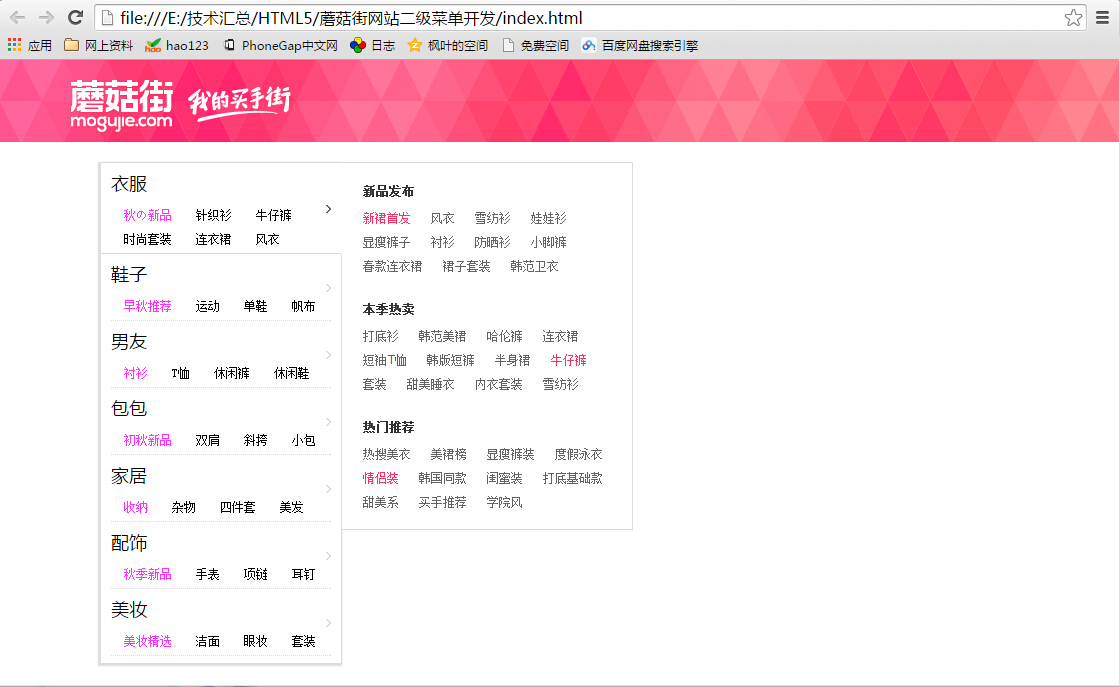 file:///E:/技术汇总/HTML5/蘑菇街网站二级菜单开发/index.html
应用 网上资料 hao123 PhoneGap中文网 日志 枫叶的空间 免费空间 百度网盘搜索引擎
蘑菇街 我的买手街
mogujie.com
衣服
秋の新品 针织衫 牛仔裤 >
时尚套装 连衣裙 风衣
鞋子
早秋推荐 运动 单鞋 帆布
男友
衬衫 T恤 休闲裤 休闲鞋
包包
初秋新品 双肩 斜挎 小包
家居
收纳 杂物 四件套 美发
配饰
秋季新品 手表 项链 耳钉
美妆
美妆精选 洁面 眼妆 套装
新品发布
新裙首发 风衣 雪纺衫 娃娃衫
显瘦裤子 衬衫 防晒衫 小脚裤
春款连衣裙 裙子套装 韩范卫衣
本季热卖
打底衫 韩范美裙 哈伦裤 连衣裙
短袖T恤 韩版短裤 半身裙 牛仔裤
套装 甜美睡衣 内衣套装 雪纺衫
热门推荐
热搜美衣 美裙榜 显瘦裤装 度假泳衣
情侣装 韩国同款 闺蜜装 打底基础款
甜美系 买手推荐 学院风